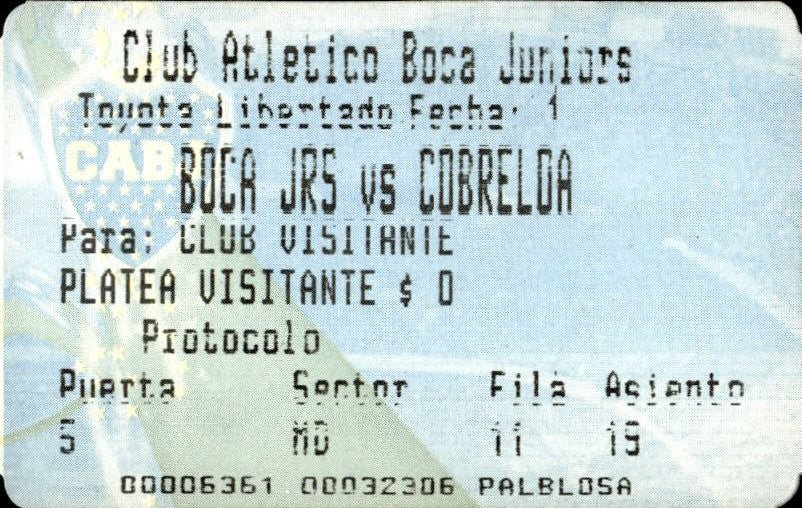 Club Atletico Boca Juniors
Toyota Libertado Fecha: 1
CABJ
BOCA JRS vs COBRELOA
Para: CLUB VISITANTE
PLATEA VISITANTE $ 0
Protocolo
Puerta Sector Fila Asiento
5 MD 11 19
00006361 00032306 PALBLOSA